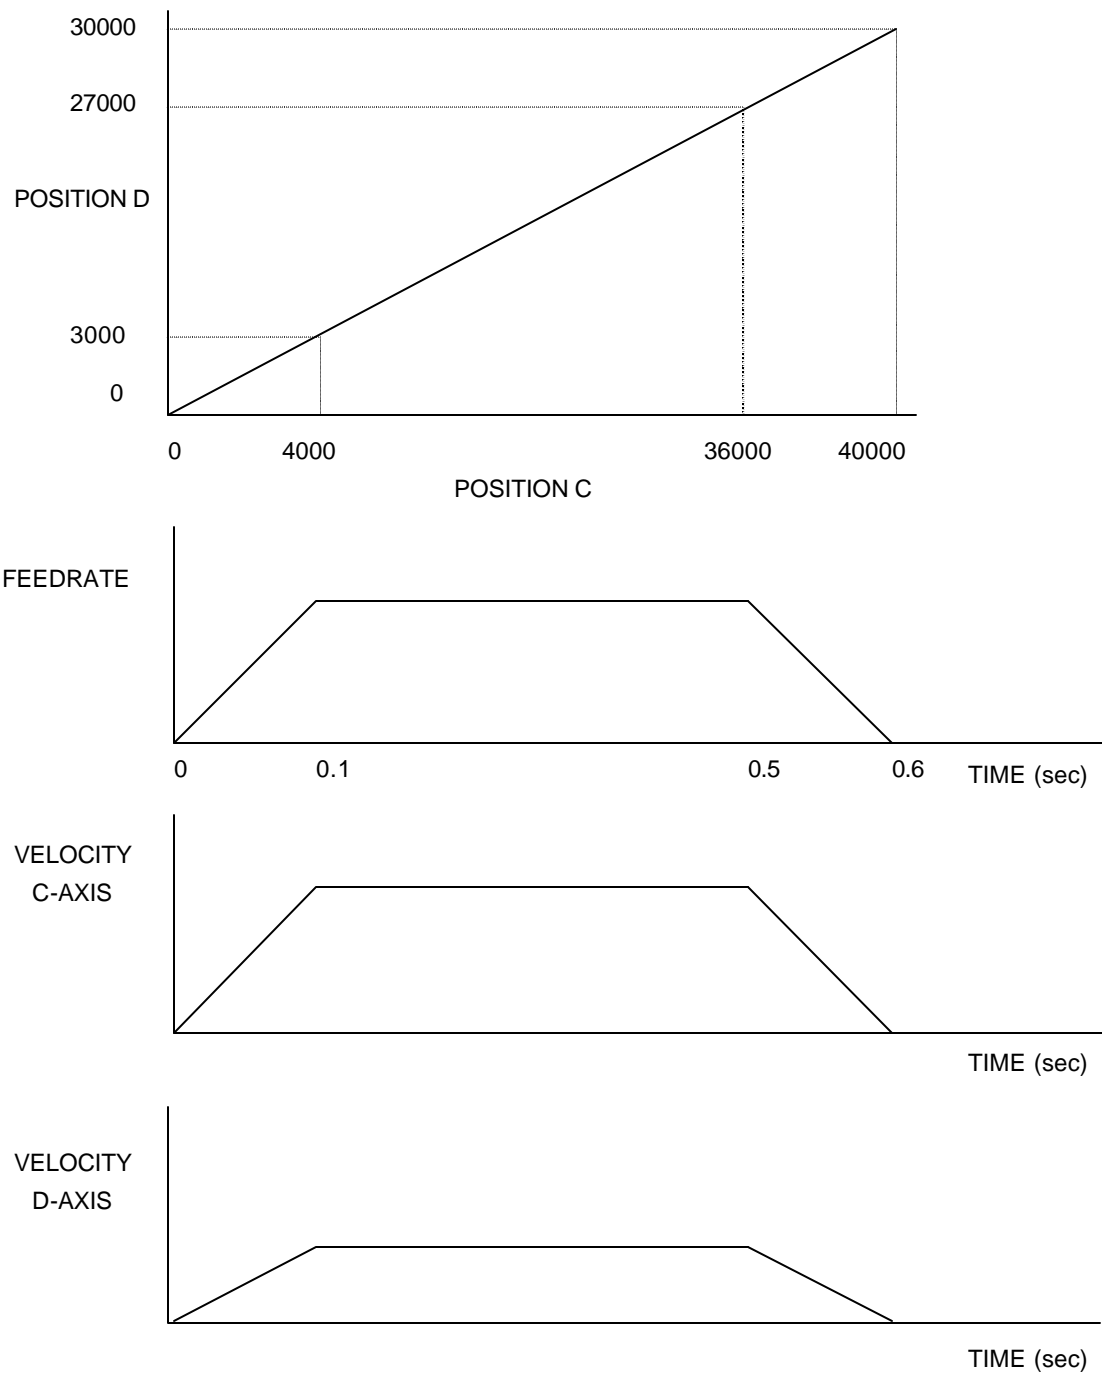 30000
27000
POSITION D
3000
0
0 4000 36000 40000
POSITION C
FEEDRATE
0 0.1 0.5 0.6 TIME (sec)
VELOCITY
C-AXIS
TIME (sec)
VELOCITY
D-AXIS
TIME (sec)